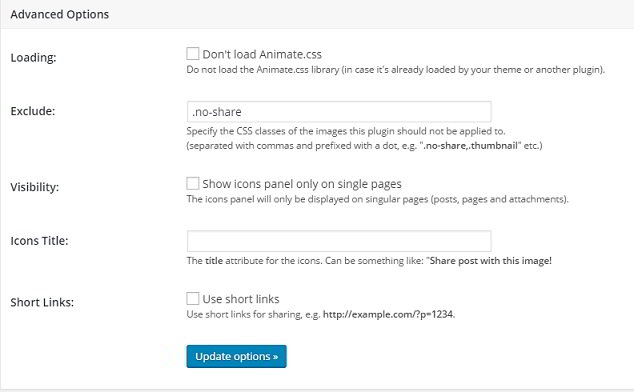 Advanced Options
Loading:
Don't load Animate.css
Do not load the Animate.css library (in case it's already loaded by your theme or another plugin).
Exclude:
.no-share
Specify the CSS classes of the images this plugin should not be applied to.
(separated with commas and prefixed with a dot, e.g. ".no-share,.thumbnail" etc.)
Visibility:
Show icons panel only on single pages
The icons panel will only be displayed on singular pages (posts, pages and attachments).
Icons Title:
The title attribute for the icons. Can be something like: "Share post with this image!
Short Links:
Use short links
Use short links for sharing, e.g. http://example.com/?p=1234.
Update options »